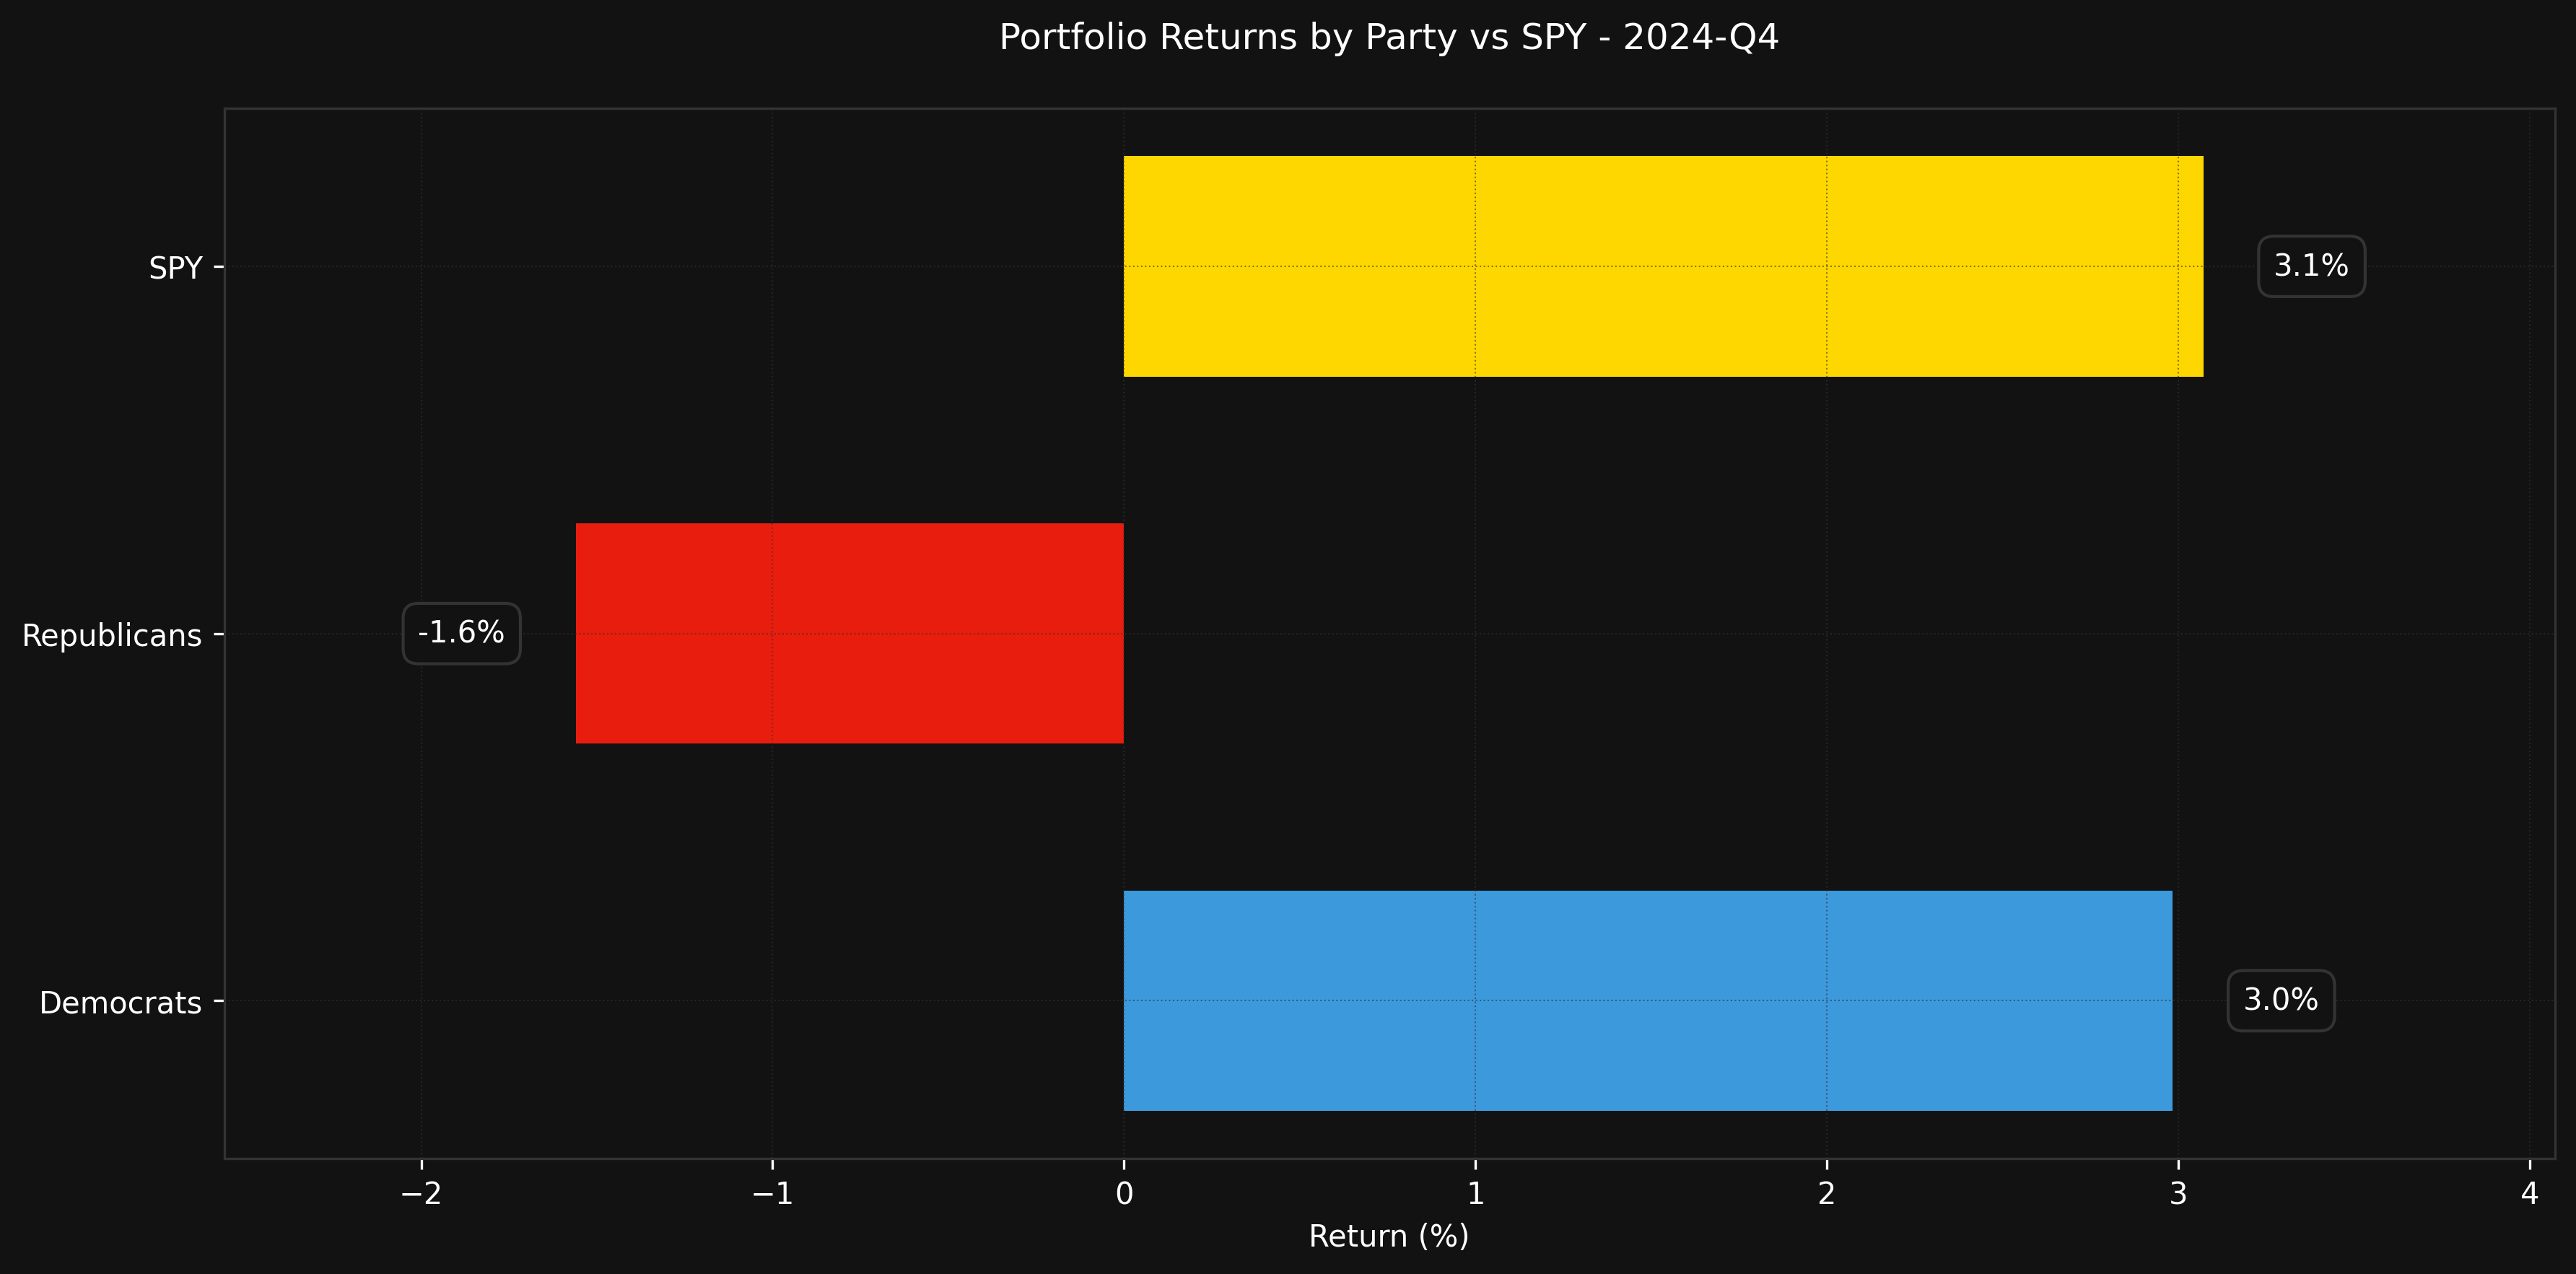 Portfolio Returns by Party vs SPY - 2024-Q4
SPY
3.1%
Republicans
-1.6%
Democrats
3.0%
−2 −1 0 1 2 3 4
Return (%)